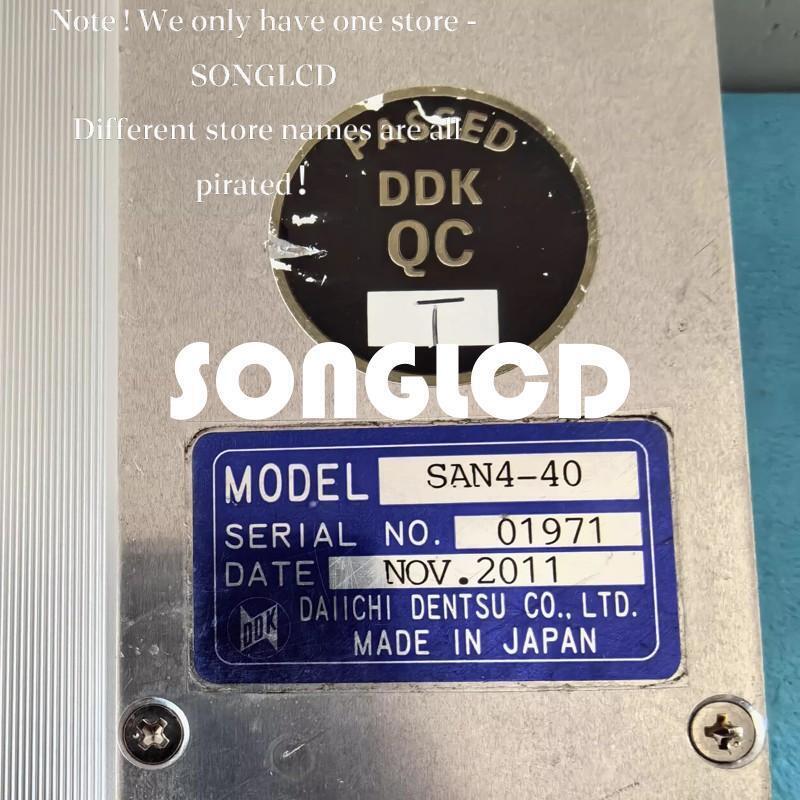 Note ! We only have one store -
SONGLCD
Different store names are all
pirated!
PASSED
DDK
QC
T
SONGLCD
MODEL SAN4-40
SERIAL NO. 01971
DATE NOV.2011
DDK DAIICHI DENTSU CO., LTD.
MADE IN JAPAN